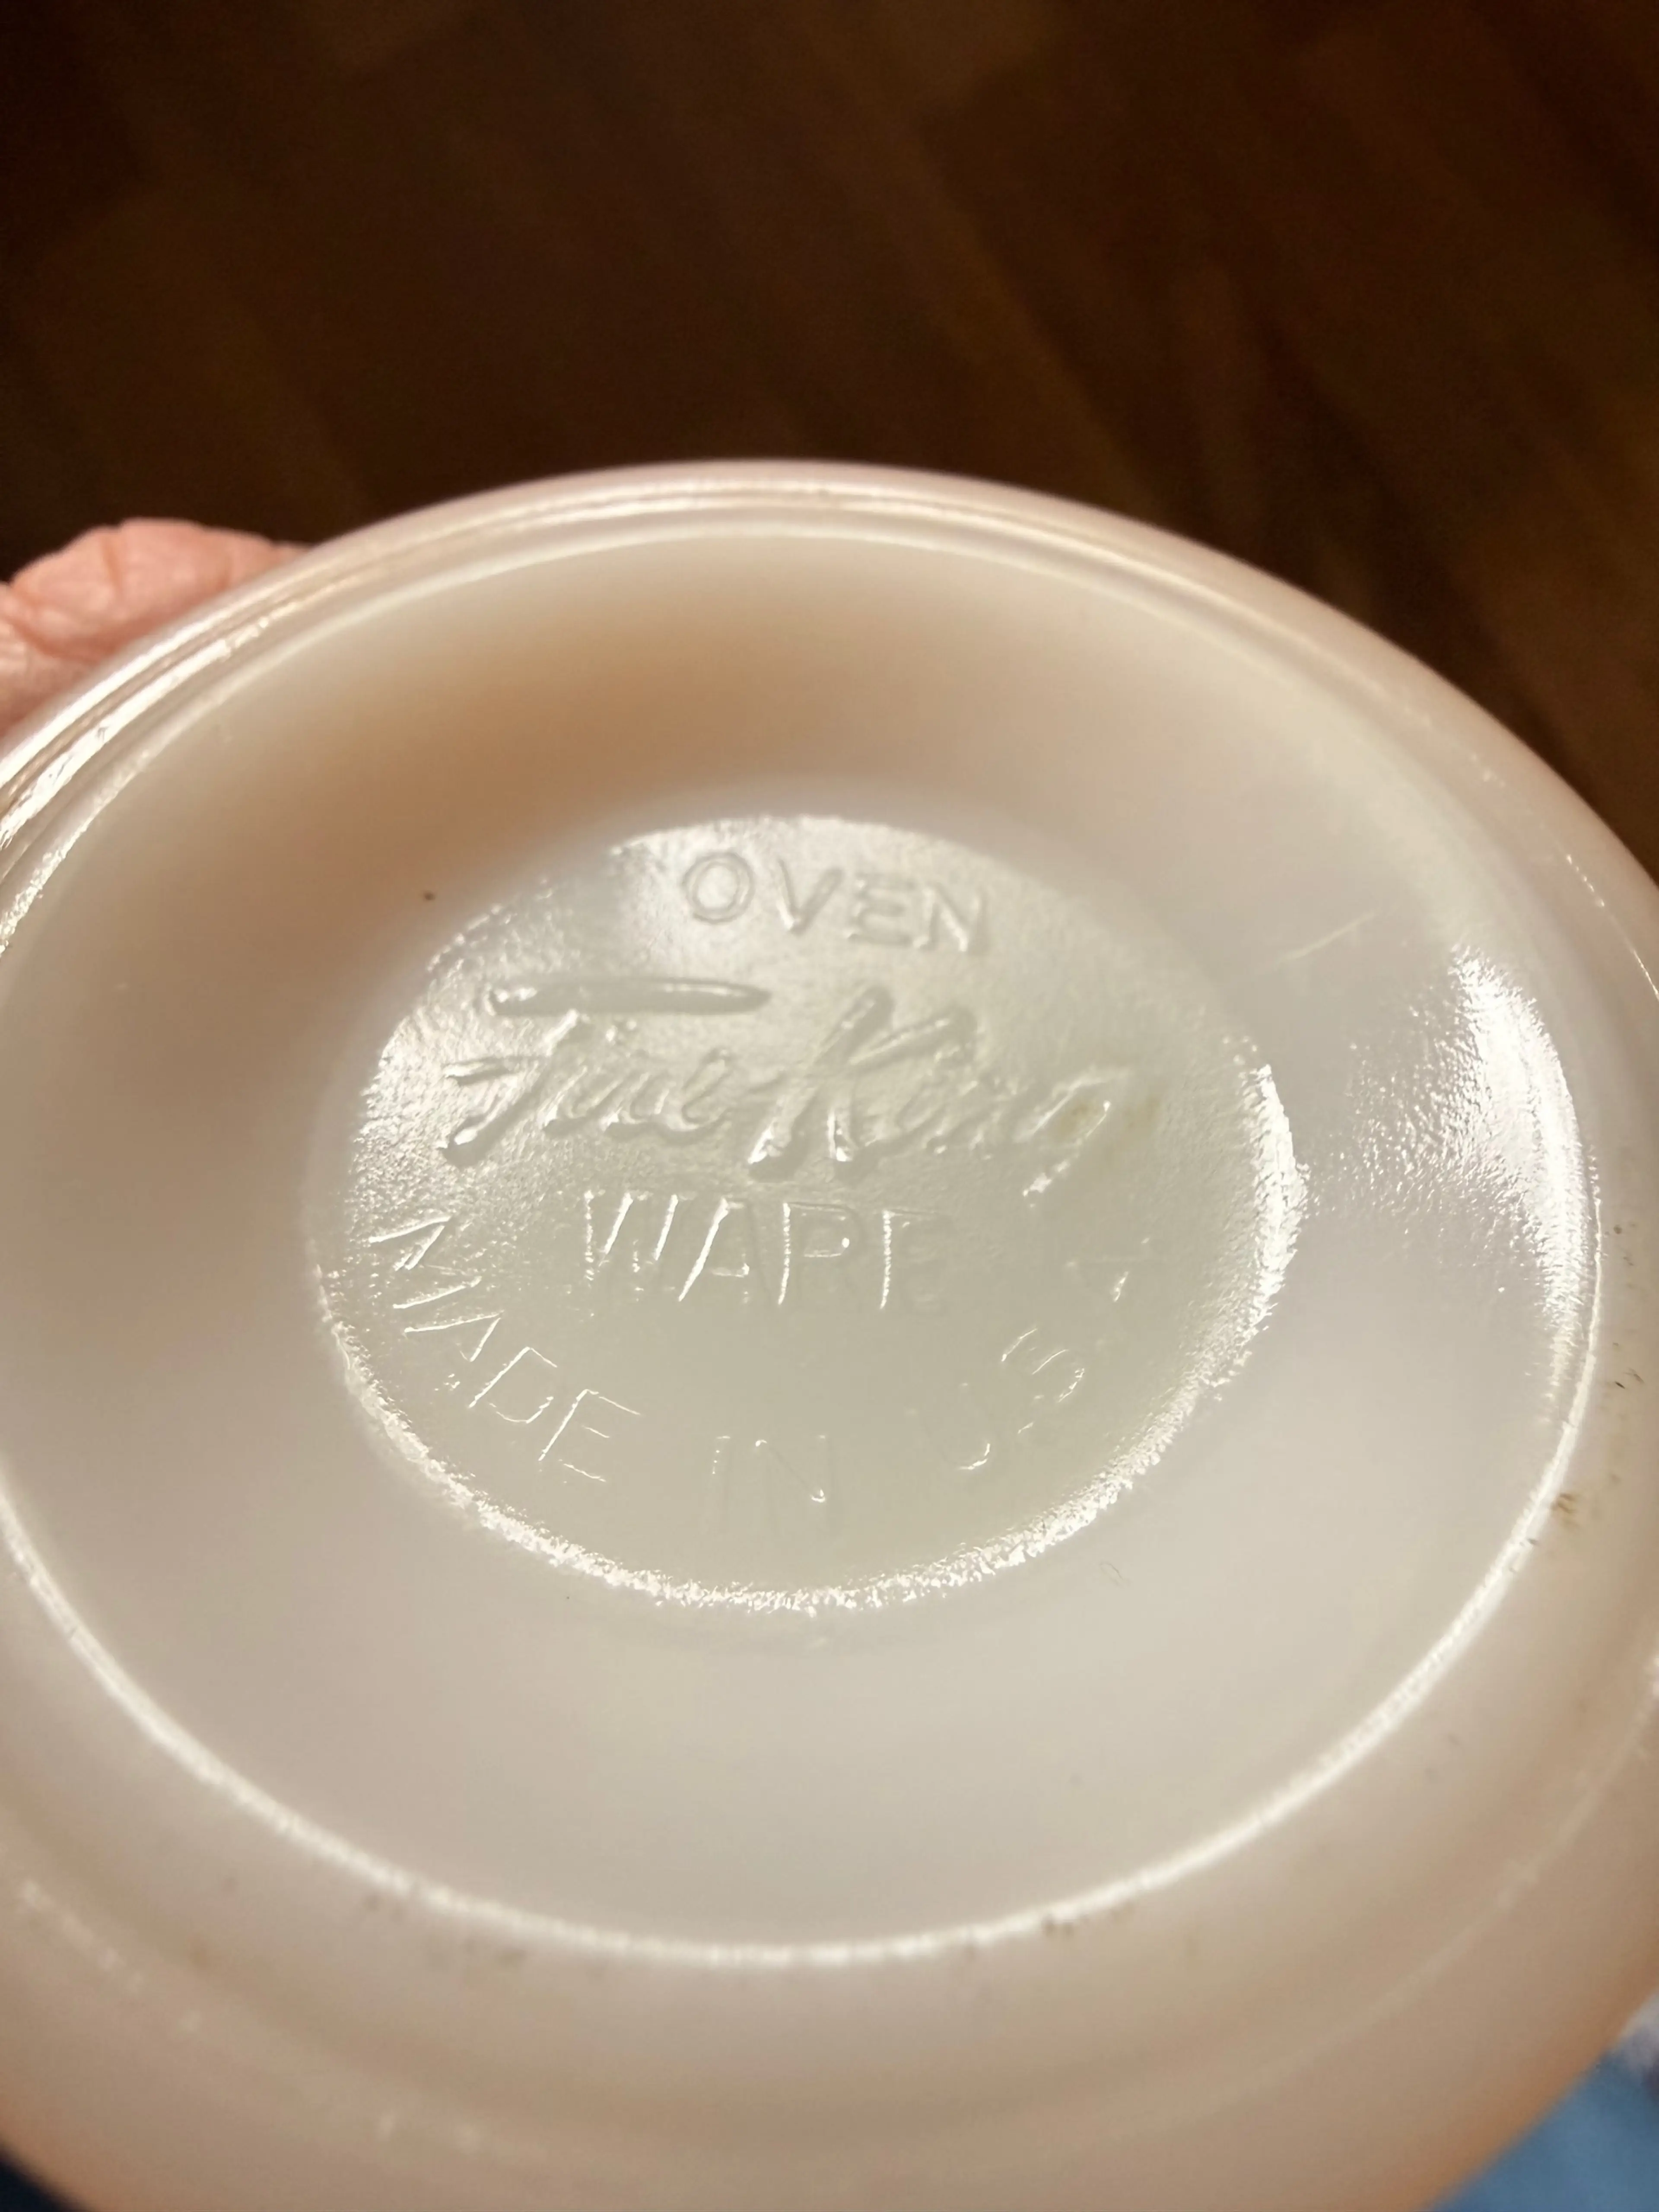 OVEN
Fire-King
WARE
MADE IN USA